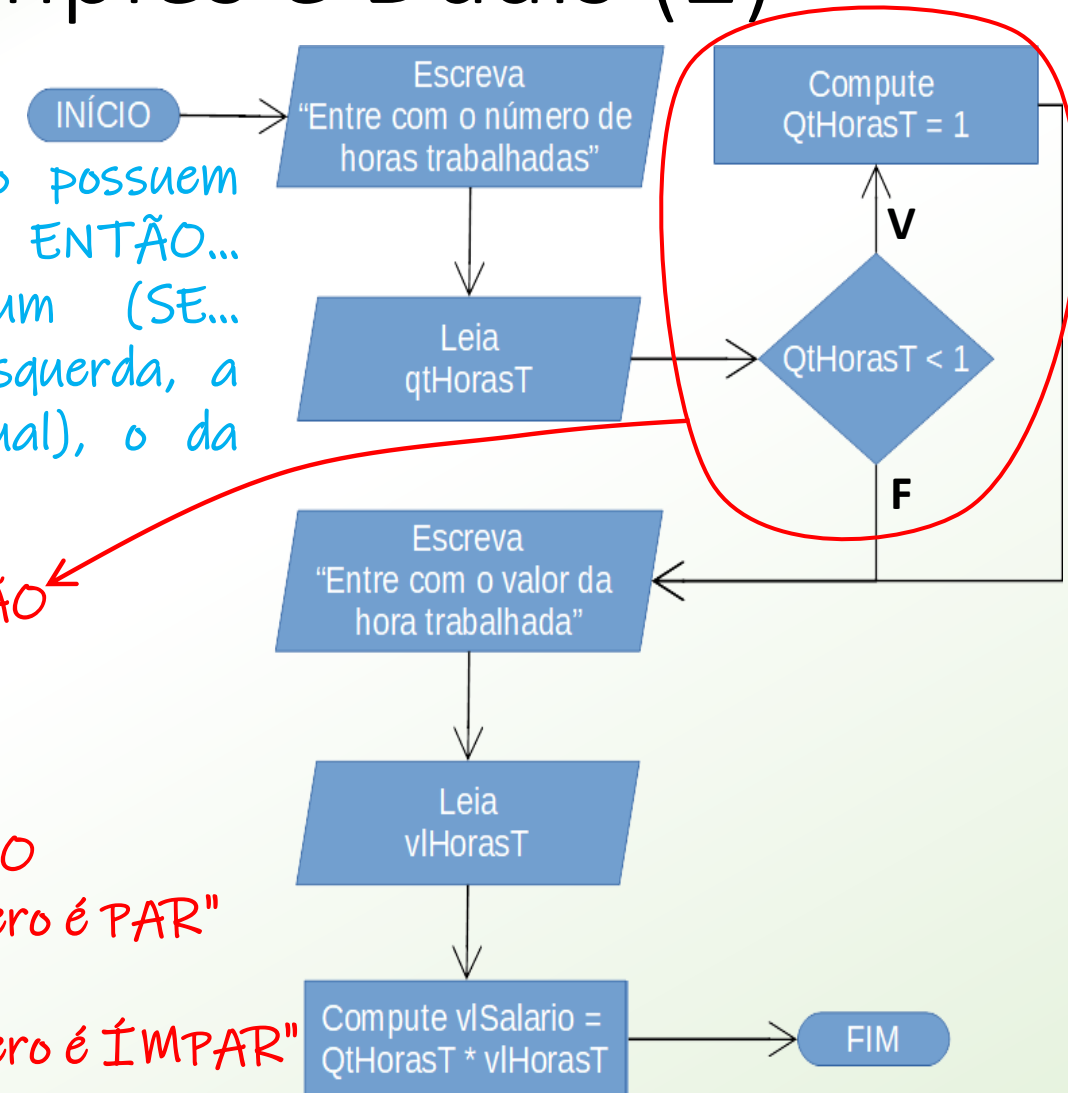 INÍCIO
Escreva
“Entre com o número de
horas trabalhadas”
Compute
QtHorasT = 1
possuem
ENTÃO...
um (SE...
squerda, a
ual), o da
V
Leia
qtHorasT
QtHorasT < 1
F
Escreva
“Entre com o valor da
hora trabalhada”
ÃO
Leia
vlHorasT
O
ero é PAR"
ero é ÍMPAR"
Compute vlSalario =
QtHorasT * vlHorasT
FIM